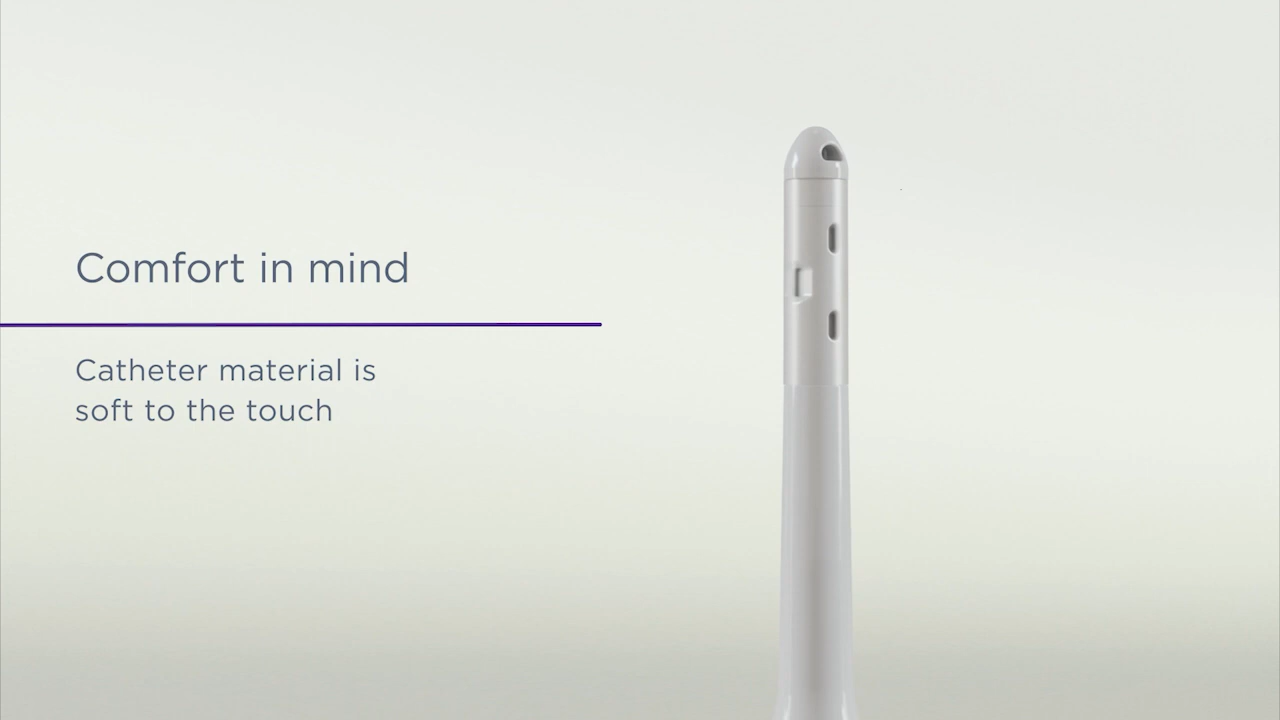 Comfort in mind
Catheter material is
soft to the touch